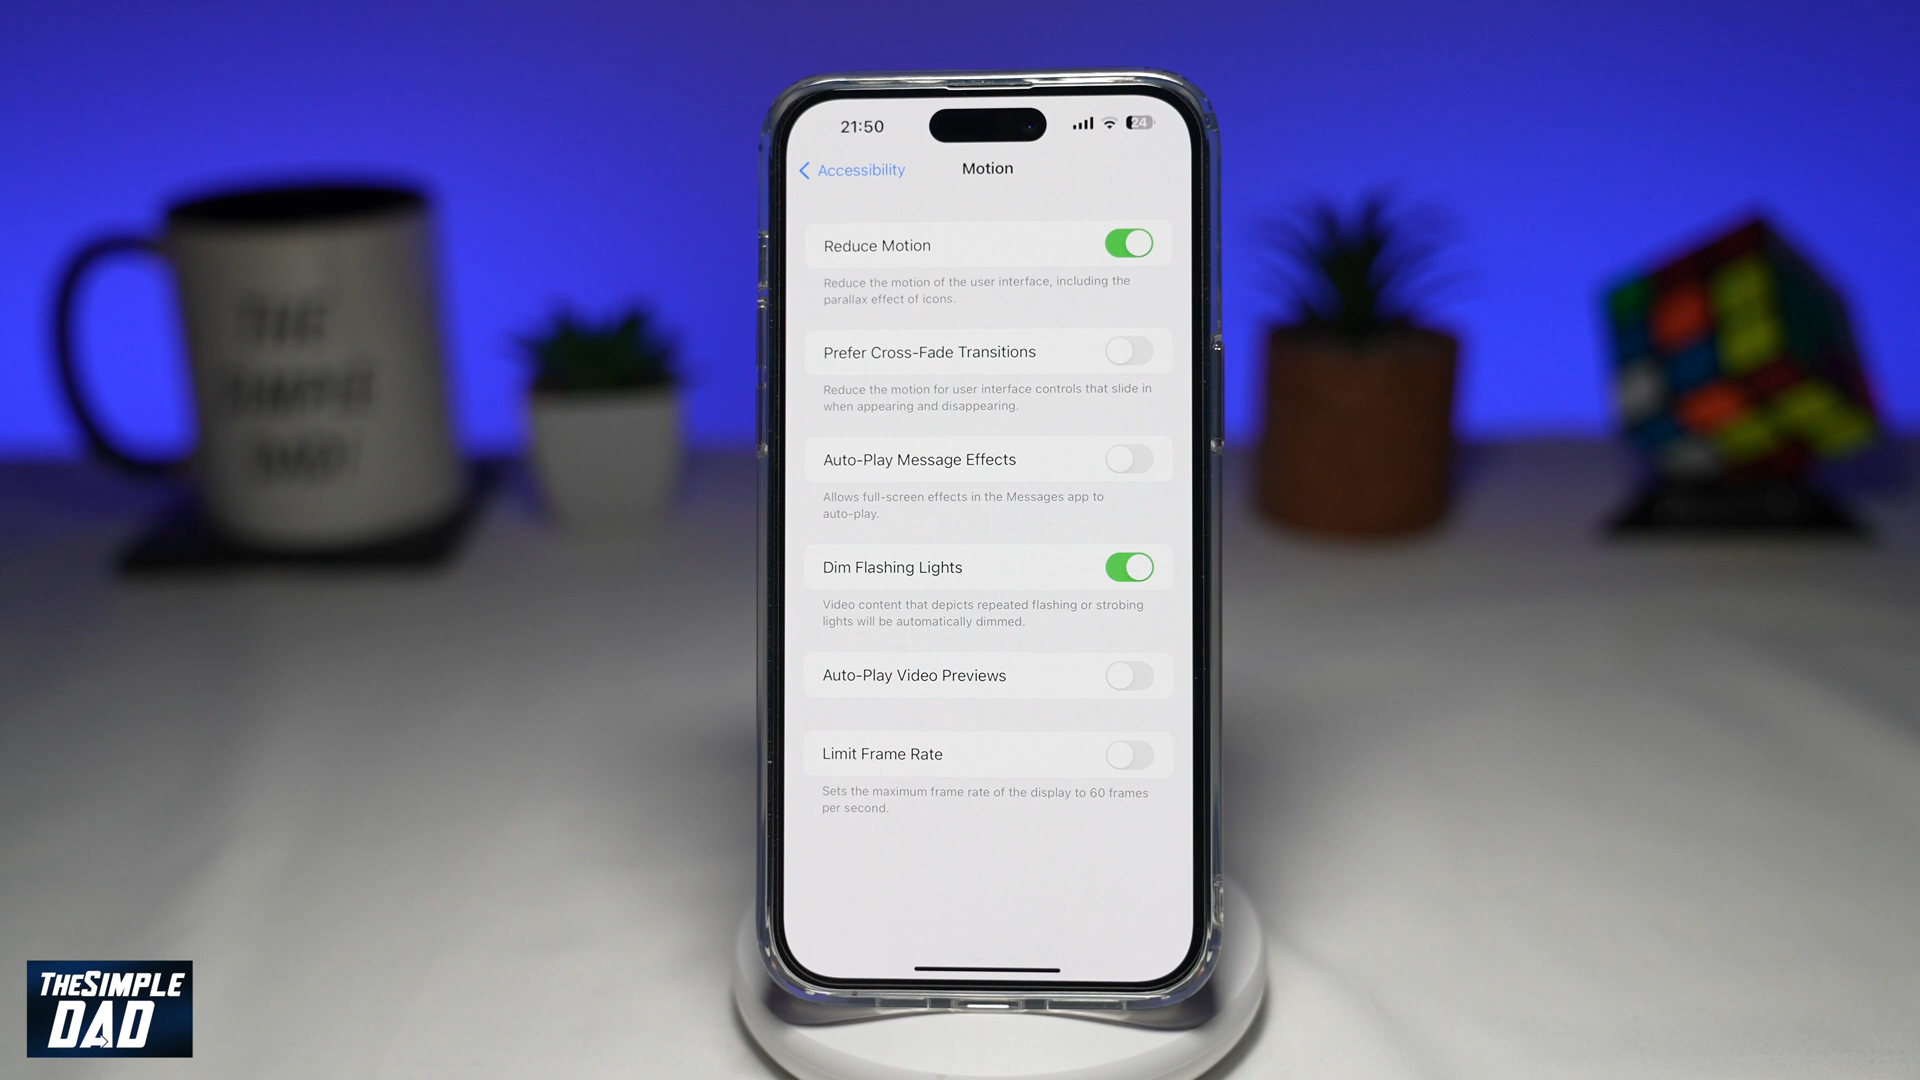 THE
SIMPLE
DAD
21:50
24
Accessibility
Motion
Reduce Motion
Reduce the motion of the user interface, including the
parallax effect of icons.
Prefer Cross-Fade Transitions
Reduce the motion for user interface controls that slide in
when appearing and disappearing.
Auto-Play Message Effects
Allows full-screen effects in the Messages app to
auto-play.
Dim Flashing Lights
Video content that depicts repeated flashing or strobing
lights will be automatically dimmed.
Auto-Play Video Previews
Limit Frame Rate
Sets the maximum frame rate of the display to 60 frames
per second.
THESIMPLE
DAD